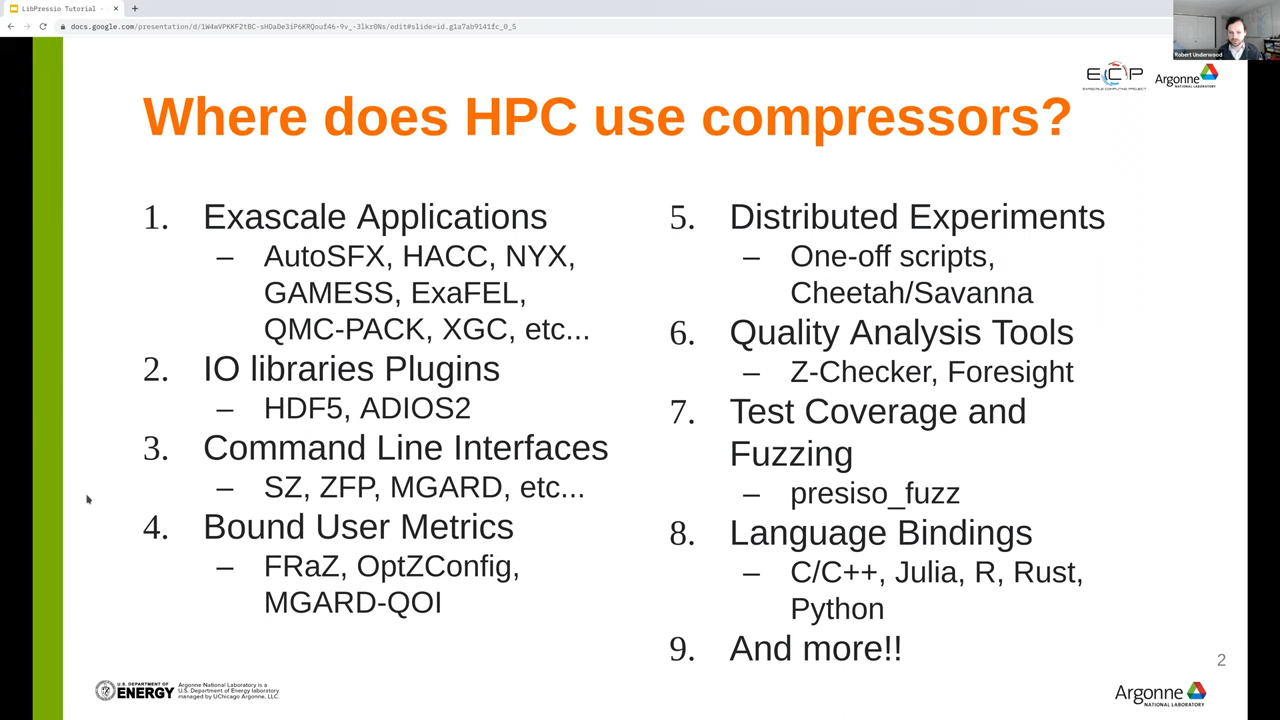 LibPressio Tutorial -
docs.google.com/presentation/d/1W4wVPKKF2tBC-sHDaDe3iP6KRQouf46-9v_-3lkr0Ns/edit#slide=id.g1a7ab9141fc_0_5
Robert Underwood
ECP
EXASCALE COMPUTING PROJECT
Argonne
NATIONAL LABORATORY
Where does HPC use compressors?
1. Exascale Applications
– AutoSFX, HACC, NYX,
GAMESS, ExaFEL,
QMC-PACK, XGC, etc...
2. IO libraries Plugins
– HDF5, ADIOS2
3. Command Line Interfaces
– SZ, ZFP, MGARD, etc...
4. Bound User Metrics
– FRaZ, OptZConfig,
MGARD-QOI
5. Distributed Experiments
– One-off scripts,
Cheetah/Savanna
6. Quality Analysis Tools
– Z-Checker, Foresight
7. Test Coverage and
Fuzzing
– presiso_fuzz
8. Language Bindings
– C/C++, Julia, R, Rust,
Python
9. And more!!
2
U.S. DEPARTMENT OF
ENERGY
Argonne National Laboratory is a
U.S. Department of Energy laboratory
managed by UChicago Argonne, LLC.
Argonne
NATIONAL LABORATORY